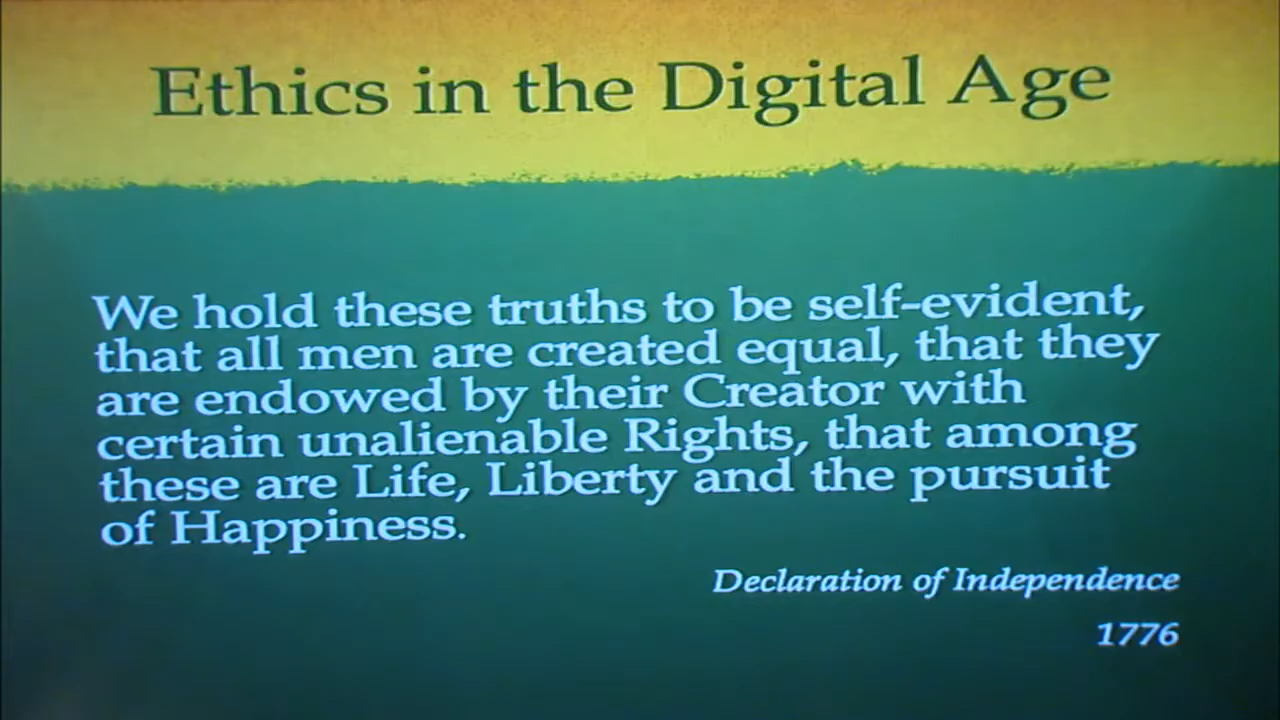 Ethics in the Digital Age
We hold these truths to be self-evident,
that all men are created equal, that they
are endowed by their Creator with
certain unalienable Rights, that among
these are Life, Liberty and the pursuit
of Happiness.
Declaration of Independence
1776